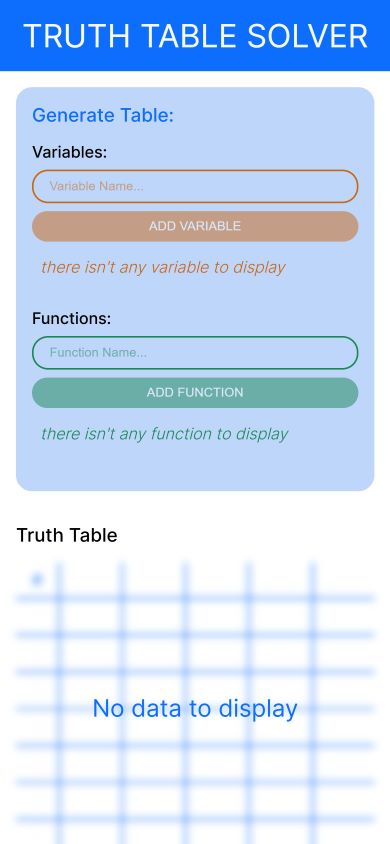 TRUTH TABLE SOLVER
Generate Table:
Variables:
Variable Name...
ADD VARIABLE
there isn't any variable to display
Functions:
Function Name...
ADD FUNCTION
there isn't any function to display
Truth Table
No data to display